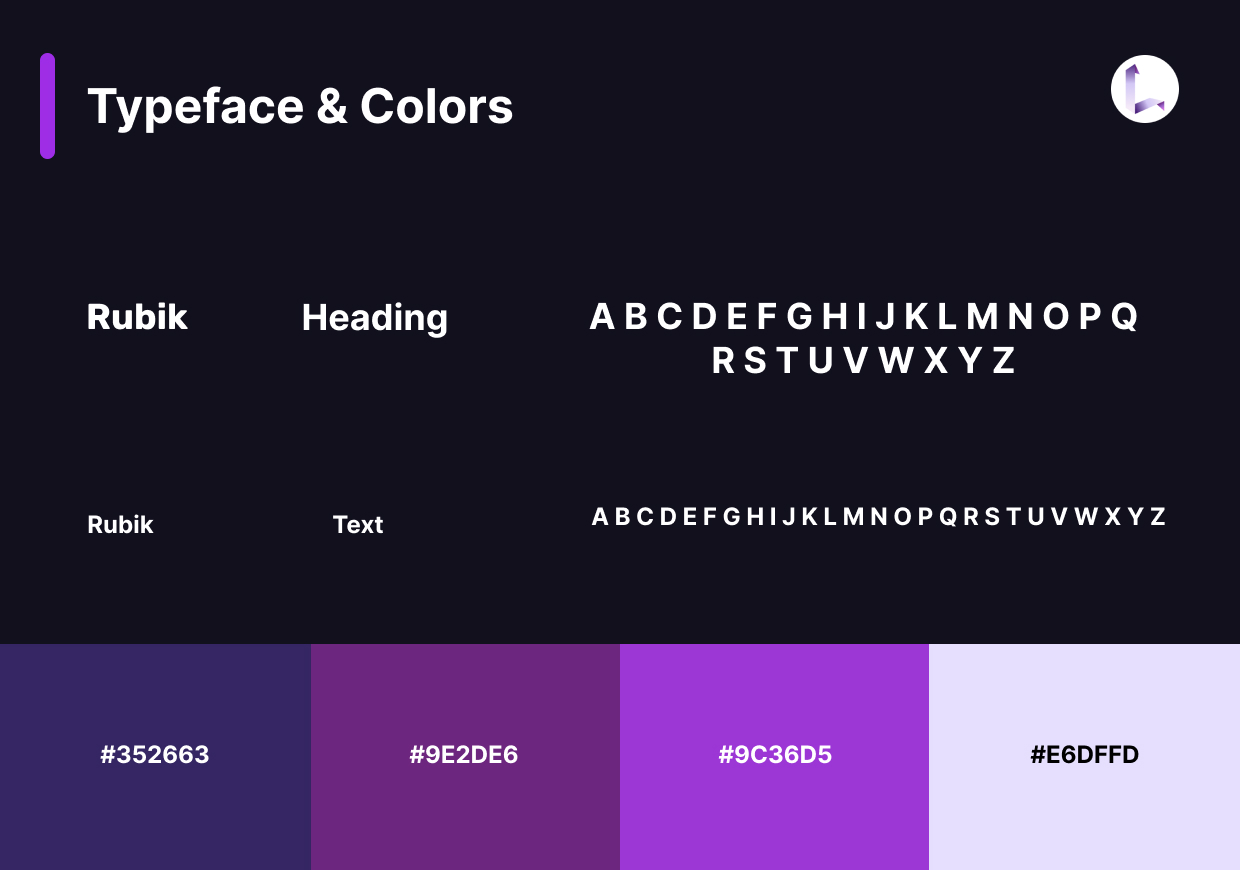 Typeface & Colors
Rubik
Heading
A B C D E F G H I J K L M N O P Q
R S T U V W X Y Z
Rubik
Text
A B C D E F G H I J K L M N O P Q R S T U V W X Y Z
#352663
#9E2DE6
#9C36D5
#E6DFFD